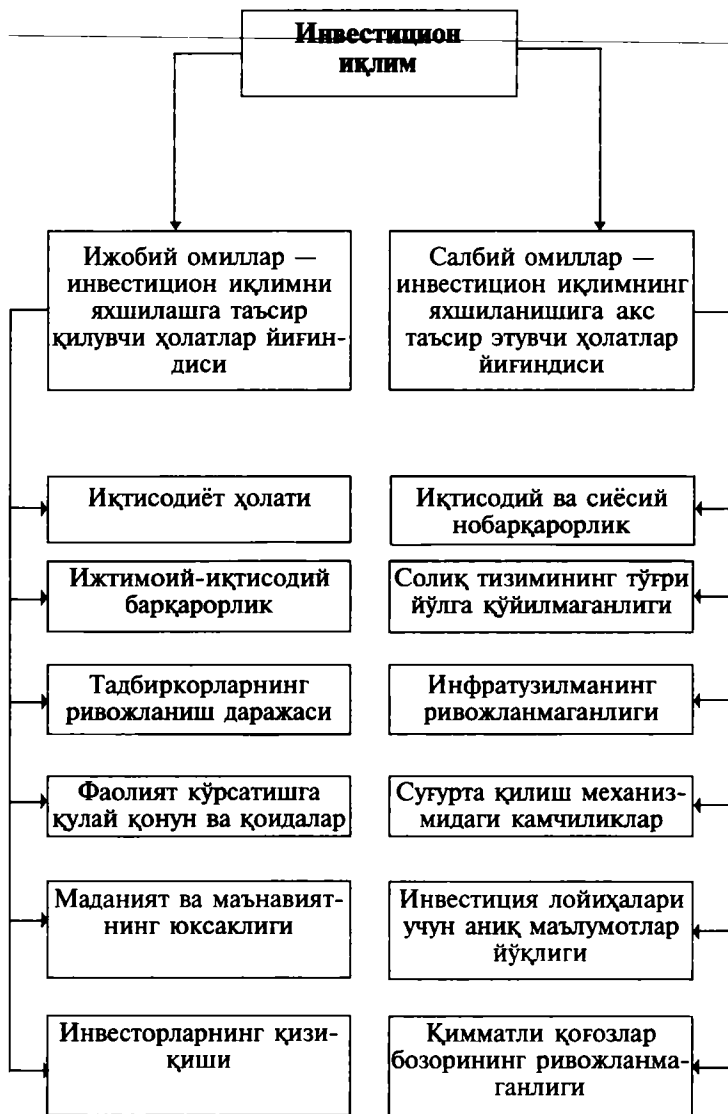 Инвестицион
иқлим
Ижобий омиллар —
инвестицион иқлимни
яхшилашга таъсир
қилувчи ҳолатлар йиғин-
диси
Салбий омиллар —
инвестицион иқлимнинг
яхшиланишига акс
таъсир этувчи ҳолатлар
йиғиндиси
Иқтисодиёт ҳолати
Иқтисодий ва сиёсий
нобарқарорлик
Ижтимоий-иқтисодий
барқарорлик
Солиқ тизимининг тўғри
йўлга қўйилмаганлиги
Тадбиркорларнинг
ривожланиш даражаси
Инфратузилманинг
ривожланмаганлиги
Фаолият кўрсатишга
қулай қонун ва қоидалар
Суғурта қилиш механиз-
мидаги камчиликлар
Маданият ва маънавият-
нинг юксаклиги
Инвестиция лойиҳалари
учун аниқ маълумотлар
йўқлиги
Инвесторларнинг қизи-
қиши
Қимматли қоғозлар
бозорининг ривожланма-
ганлиги